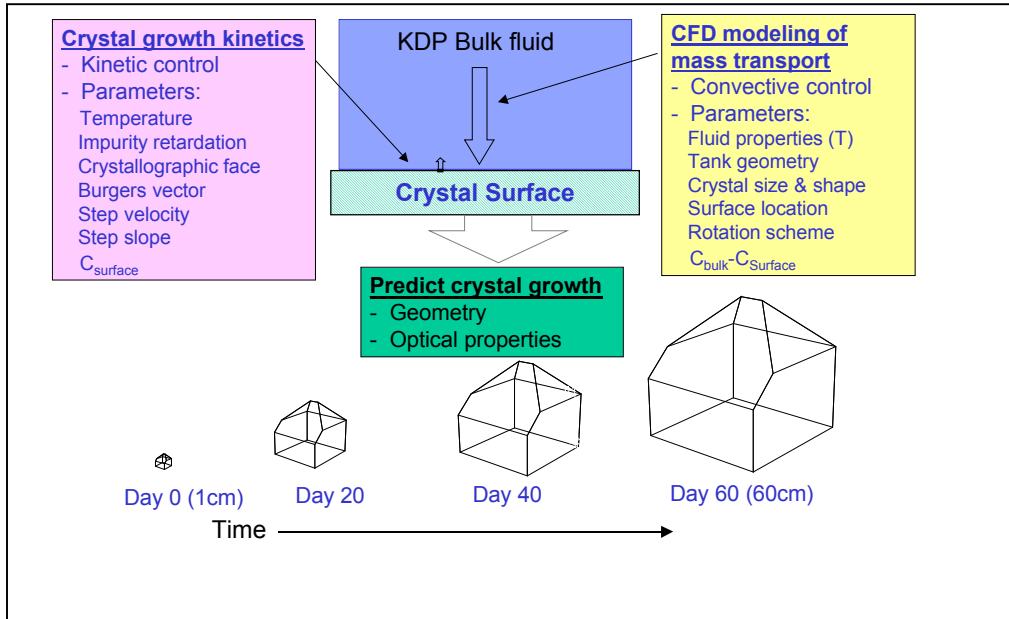 Crystal growth kinetics
- Kinetic control
- Parameters:
Temperature
Impurity retardation
Crystallographic face
Burgers vector
Step velocity
Step slope
C_surface
KDP Bulk fluid
Crystal Surface
CFD modeling of
mass transport
- Convective control
- Parameters:
Fluid properties (T)
Tank geometry
Crystal size & shape
Surface location
Rotation scheme
C_bulk-C_Surface
Predict crystal growth
- Geometry
- Optical properties
Day 0 (1cm)
Day 20
Day 40
Day 60 (60cm)
Time